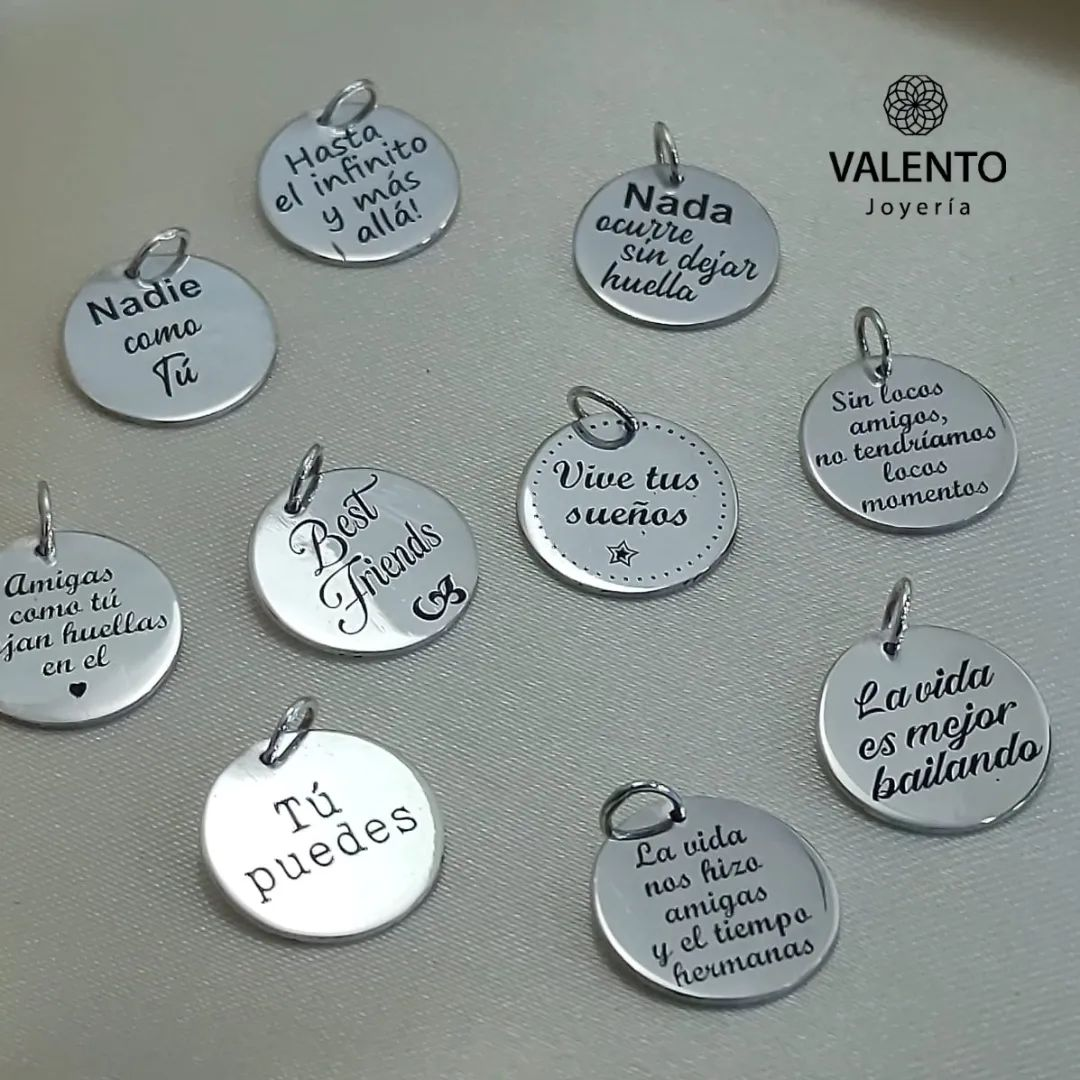 VALENTO
Joyería
Hasta
el infinito
y más
allá!
Nada
ocurre
sin dejar
huella
Nadie
como
Tú
Sin locos
amigos,
no tendríamos
locos
momentos
Vive tus
sueños
Best
Friends
Amigas
como tú
jan huellas
en el
La vida
es mejor
bailando
Tú
puedes
La vida
nos hizo
amigas
y el tiempo
hermanas